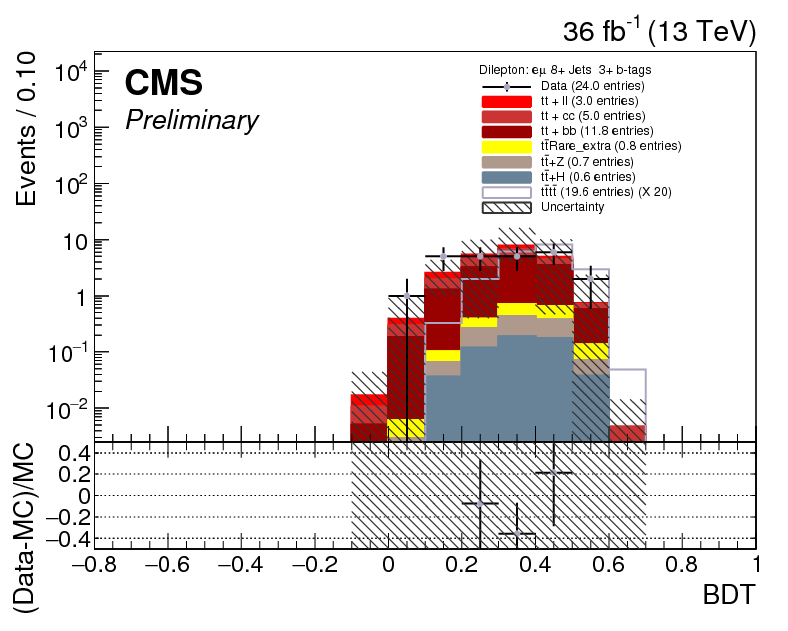 36 fb⁻¹ (13 TeV)
CMS
Preliminary
Dilepton: eμ 8+ Jets 3+ b-tags
Data (24.0 entries)
tt + ll (3.0 entries)
tt + cc (5.0 entries)
tt + bb (11.8 entries)
tt̄Rare_extra (0.8 entries)
tt̄+Z (0.7 entries)
tt̄+H (0.6 entries)
tt̄tt̄ (19.6 entries) (X 20)
Uncertainty
Events / 0.10
10⁴
10³
10²
10
1
10⁻¹
10⁻²
(Data-MC)/MC
0.4
0.2
0
−0.2
−0.4
−0.8 −0.6 −0.4 −0.2 0 0.2 0.4 0.6 0.8 1
BDT